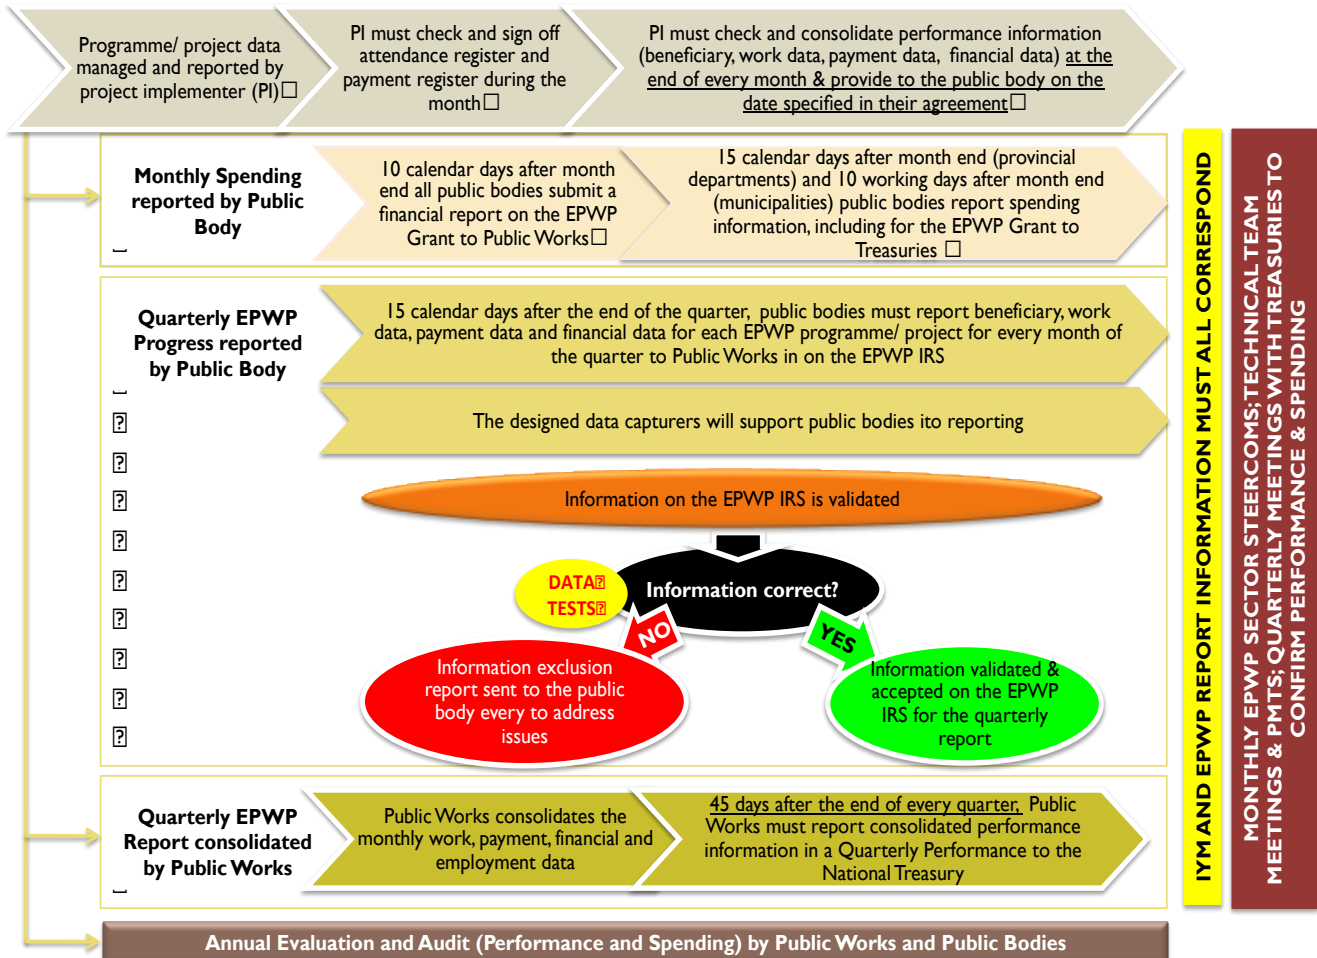 Programme/ project data
managed and reported by
project implementer (PI)□
PI must check and sign off
attendance register and
payment register during the
month□
PI must check and consolidate performance information
(beneficiary, work data, payment data,  financial data) at the
end of every month & provide to the public body on the
date specified in their agreement□
Monthly Spending
reported by Public
Body
10 calendar days after month
end all public bodies submit a
financial report on the EPWP
Grant to Public Works□
15 calendar days after month end (provincial
departments) and 10 working days after month end
(municipalities) public bodies report spending
information, including for the EPWP Grant to
Treasuries □
Quarterly EPWP
Progress reported
by Public Body
15 calendar days after the end of the quarter,  public bodies must report beneficiary, work
data, payment data and financial data for each EPWP programme/ project for every month of
the quarter to Public Works in on the EPWP IRS
The designed data capturers will support public bodies ito reporting
Information on the EPWP IRS is validated
DATA
TESTS
Information correct?
NO
YES
Information exclusion
report sent to the public
body every to address
issues
Information validated &
accepted on the EPWP
IRS for the quarterly
report
Quarterly EPWP
Report consolidated
by Public Works
Public Works consolidates the
monthly work, payment, financial and
employment data
45 days after the end of every quarter, Public
Works must report consolidated performance
information in a Quarterly Performance to the
National Treasury
Annual Evaluation and Audit (Performance and Spending) by Public Works and Public Bodies
IYM AND EPWP REPORT INFORMATION MUST ALL CORRESPOND
MONTHLY EPWP SECTOR STEERCOMS; TECHNICAL TEAM
MEETINGS & PMTS; QUARTERLY MEETINGS WITH TREASURIES TO
CONFIRM PERFORMANCE & SPENDING